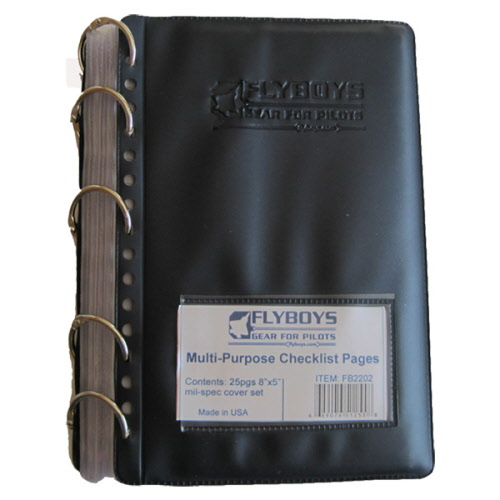 FLYBOYS
GEAR FOR PILOTS
FLYBOYS
GEAR FOR PILOTS
Multi-Purpose Checklist Pages
Contents: 25pgs 8"x5"
mil-spec cover set
ITEM: FB2202
Made in USA